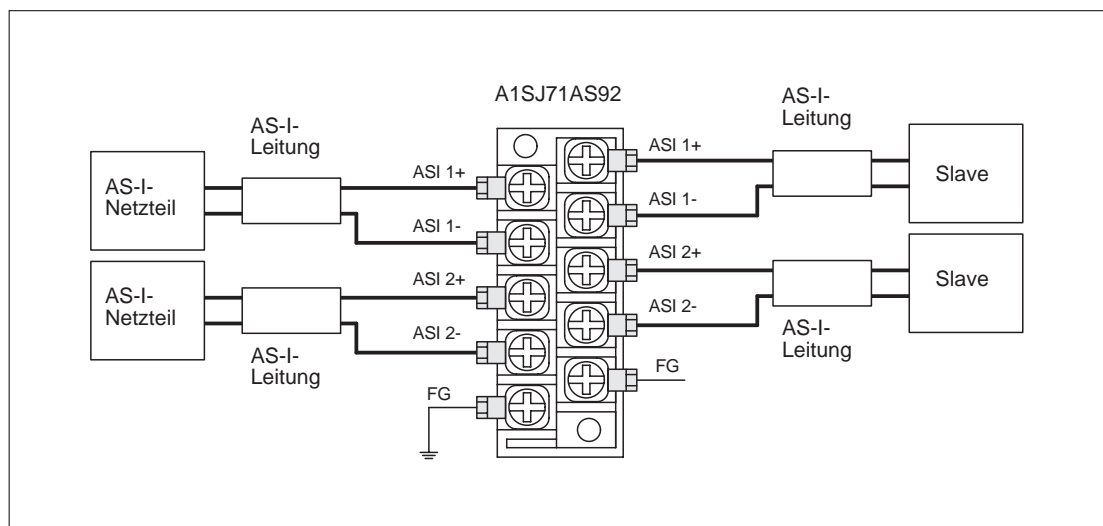 A1SJ71AS92
AS-I-
Leitung
AS-I-
Netzteil
ASI 1+
ASI 1-
AS-I-
Netzteil
ASI 2+
ASI 2-
AS-I-
Leitung
FG
AS-I-
Leitung
ASI 1+
ASI 1-
Slave
ASI 2+
ASI 2-
Slave
AS-I-
Leitung
FG